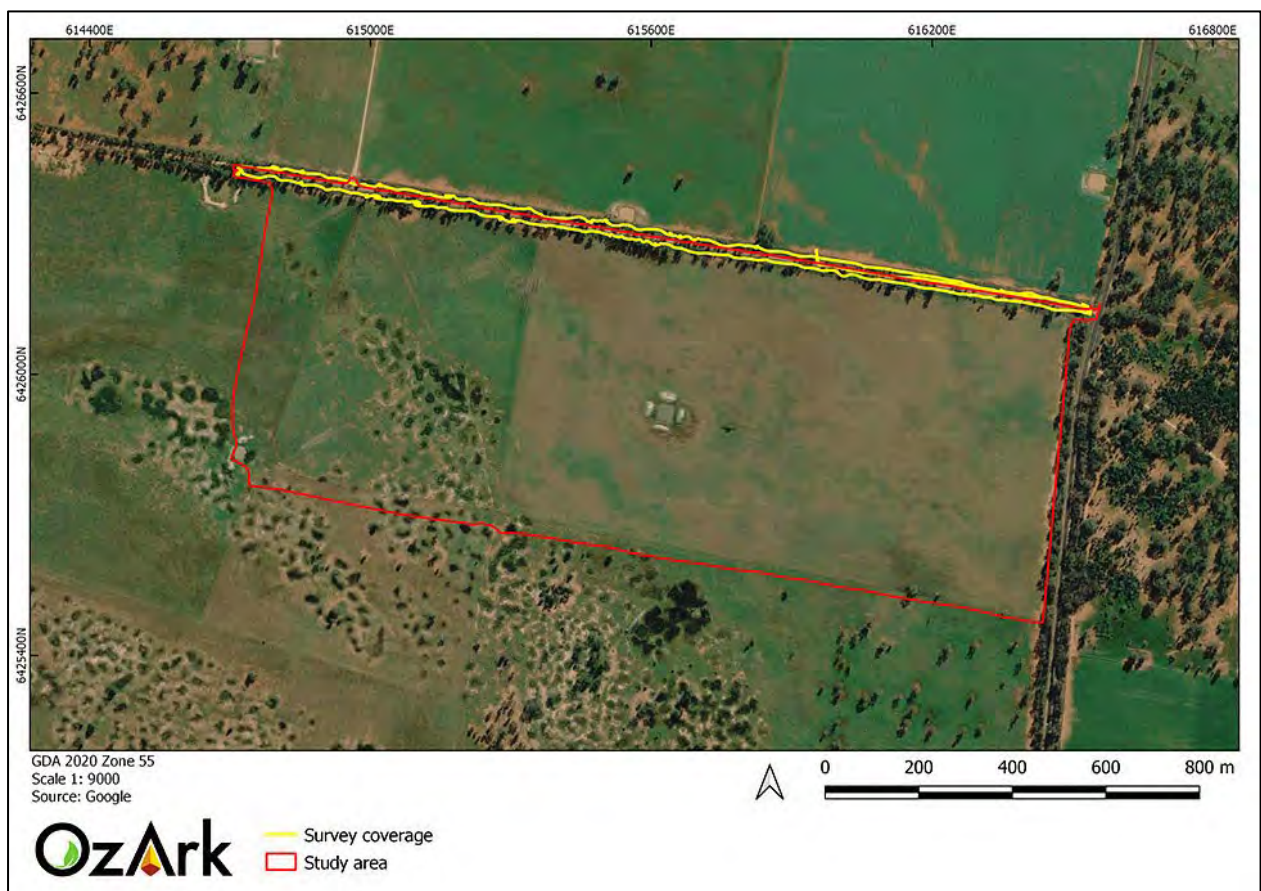 614400E 615000E 615600E 616200E 616800E
6426600N
6426000N
6425400N
GDA 2020 Zone 55
Scale 1: 9000
Source: Google
0 200 400 600 800 m
OzArk
Survey coverage
Study area